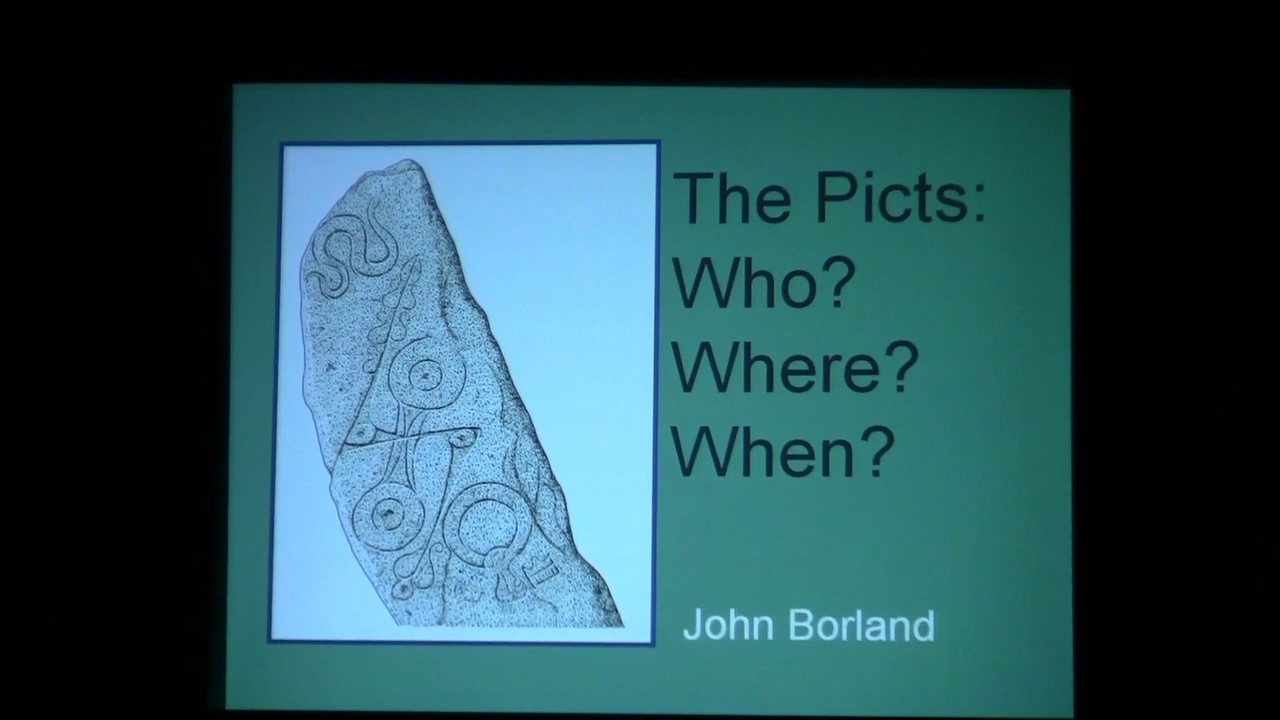 The Picts:
Who?
Where?
When?
John Borland